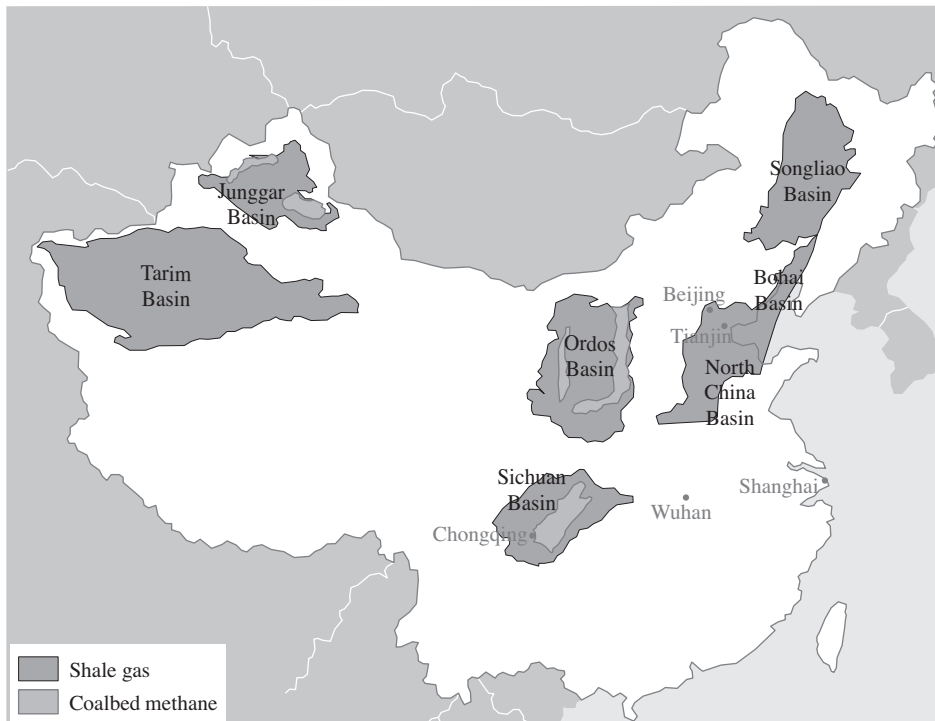 Songliao
Basin
Junggar
Basin
Tarim
Basin
Bohai
Basin
Beijing
Tianjin
Ordos
Basin
North
China
Basin
Sichuan
Basin
Shanghai
Wuhan
Chongqing
Shale gas
Coalbed methane